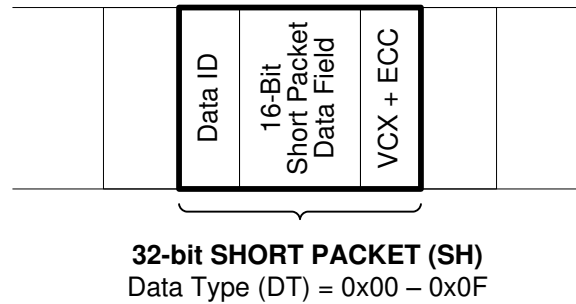 Data ID
16-Bit
Short Packet
Data Field
VCX + ECC
32-bit SHORT PACKET (SH)
Data Type (DT) = 0x00 – 0x0F